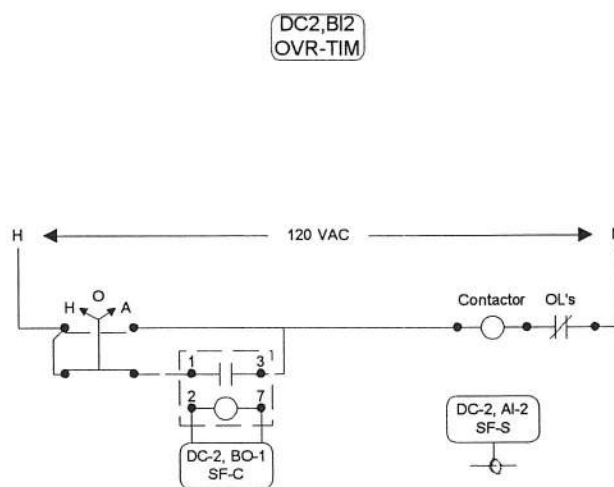 DC2,BI2
OVR-TIM
H 120 VAC
H O A
Contactor OL's
1 3
2 7
DC-2, BO-1
SF-C
DC-2, AI-2
SF-S